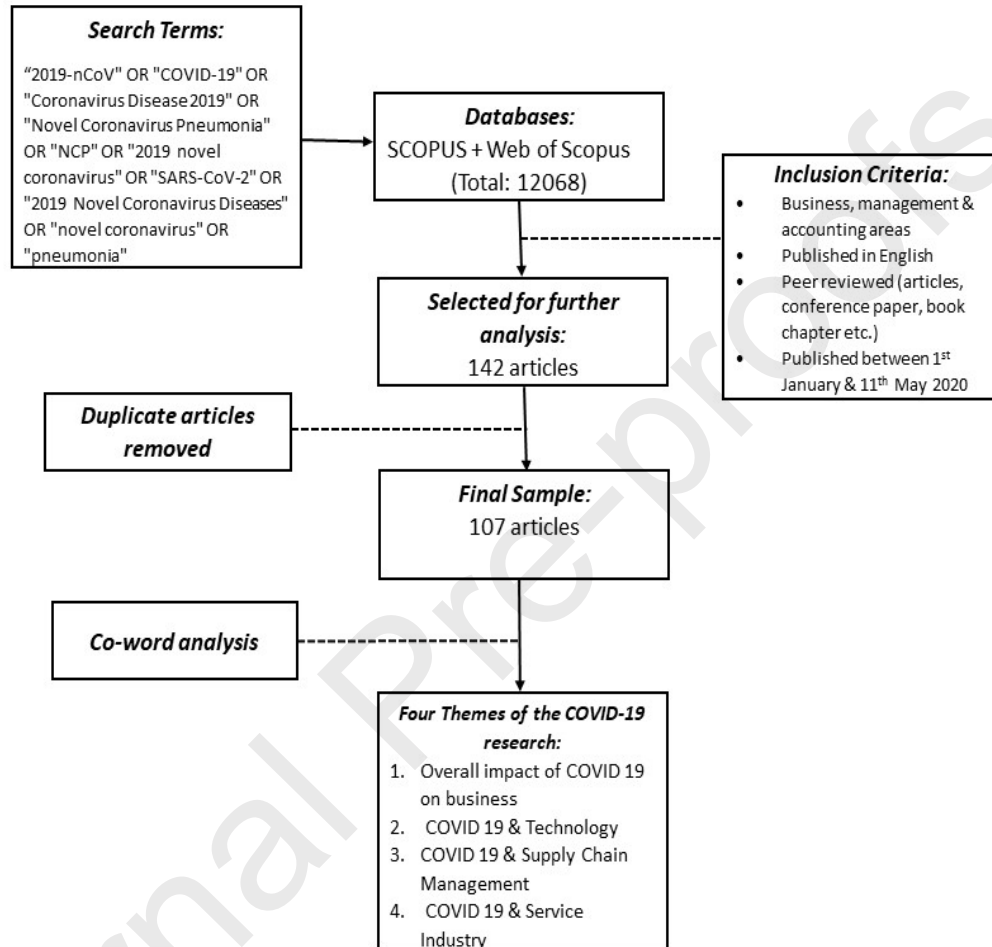 Search Terms:
“2019-nCoV" OR "COVID-19" OR
"Coronavirus Disease 2019" OR
"Novel Coronavirus Pneumonia"
OR "NCP" OR "2019 novel
coronavirus" OR "SARS-CoV-2" OR
"2019 Novel Coronavirus Diseases"
OR "novel coronavirus" OR
"pneumonia"
Databases:
SCOPUS + Web of Scopus
(Total: 12068)
Inclusion Criteria:
• Business, management &
accounting areas
• Published in English
• Peer reviewed (articles,
conference paper, book
chapter etc.)
• Published between 1st
January & 11th May 2020
Selected for further
analysis:
142 articles
Duplicate articles
removed
Final Sample:
107 articles
Co-word analysis
Four Themes of the COVID-19
research:
1. Overall impact of COVID 19
on business
2. COVID 19 & Technology
3. COVID 19 & Supply Chain
Management
4. COVID 19 & Service
Industry
rnal Pre-proofs